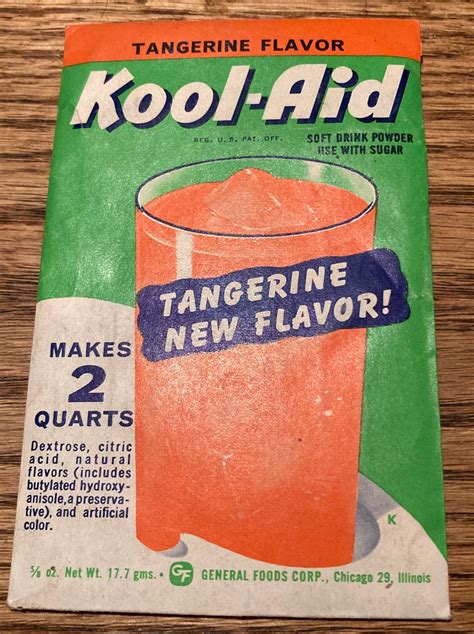 TANGERINE FLAVOR
Kool-Aid
REG. U. S. PAT. OFF.
SOFT DRINK POWDER
USE WITH SUGAR
TANGERINE
NEW FLAVOR!
MAKES
2
QUARTS
Dextrose, citric
acid, natural
flavors (includes
butylated hydroxy-
anisole, a preserva-
tive), and artificial
color.
K
⅝ oz. Net Wt. 17.7 gms. • GF GENERAL FOODS CORP., Chicago 29, Illinois